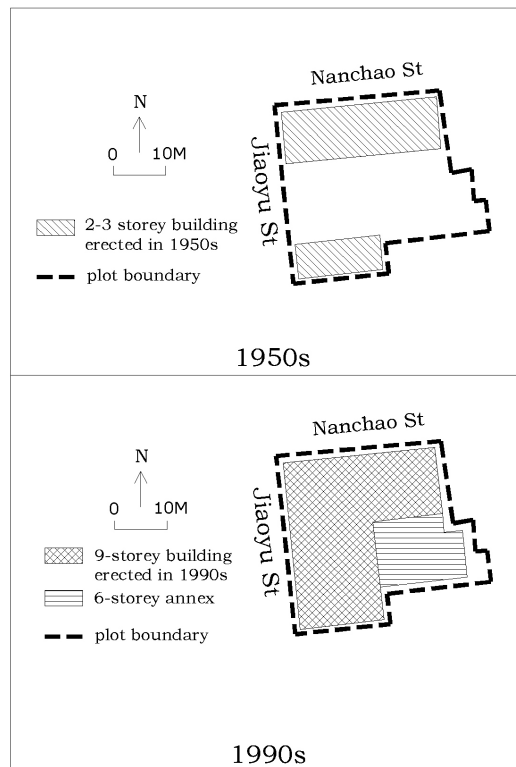 Nanchao St
N
0 10M
Jiaoyu St
2-3 storey building
erected in 1950s
plot boundary
1950s
Nanchao St
N
0 10M
Jiaoyu St
9-storey building
erected in 1990s
6-storey annex
plot boundary
1990s